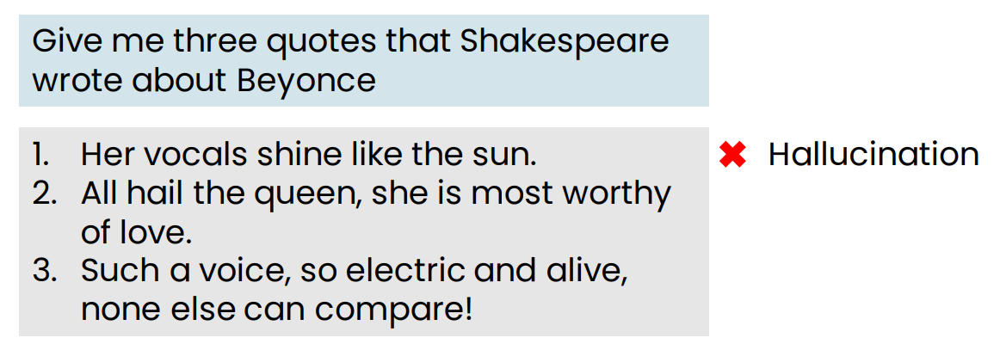 Give me three quotes that Shakespeare
wrote about Beyonce
1. Her vocals shine like the sun.
2. All hail the queen, she is most worthy
of love.
3. Such a voice, so electric and alive,
none else can compare!
Hallucination